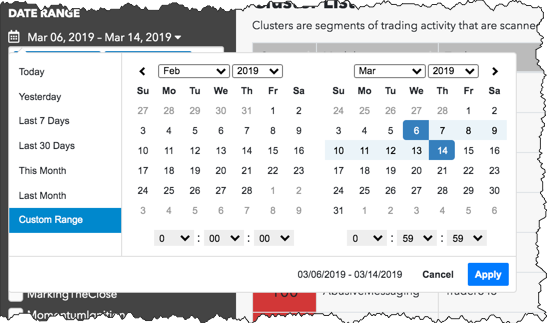 DATE RANGE
Mar 06, 2019 - Mar 14, 2019
Clusters are segments of trading activity that are scanne
Today
Yesterday
Last 7 Days
Last 30 Days
This Month
Last Month
Custom Range
Feb 2019
Su Mo Tu We Th Fr Sa
27 28 29 30 31 1 2
3 4 5 6 7 8 9
10 11 12 13 14 15 16
17 18 19 20 21 22 23
24 25 26 27 28 1 2
3 4 5 6 7 8 9
0 : 00 : 00
Mar 2019
Su Mo Tu We Th Fr Sa
24 25 26 27 28 1 2
3 4 5 6 7 8 9
10 11 12 13 14 15 16
17 18 19 20 21 22 23
24 25 26 27 28 29 30
31 1 2 3 4 5 6
0 : 59 : 59
03/06/2019 - 03/14/2019 Cancel Apply
MarkingTheClose
MomentumIgnition
100 AbusiveMessaging